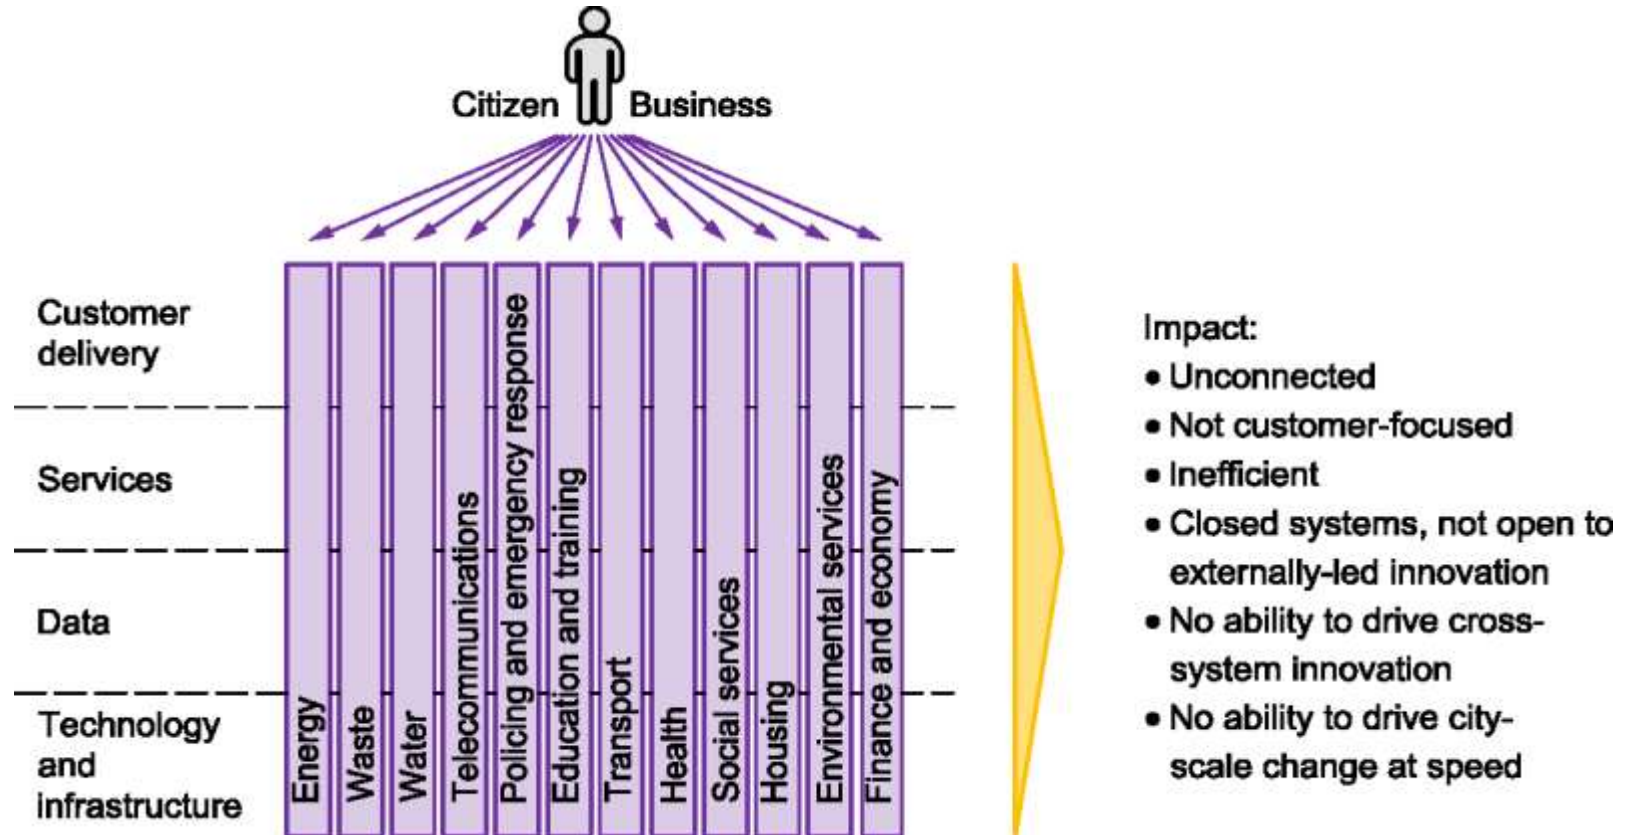 Citizen
Business
Customer
delivery
Services
Data
Technology
and
infrastructure
Energy
Waste
Water
Telecommunications
Policing and emergency response
Education and training
Transport
Health
Social services
Housing
Environmental services
Finance and economy
Impact:
• Unconnected
• Not customer-focused
• Inefficient
• Closed systems, not open to
externally-led innovation
• No ability to drive cross-
system innovation
• No ability to drive city-
scale change at speed